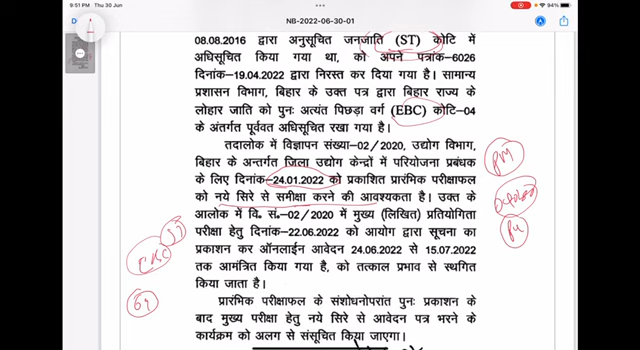 9:51 PM Thu 30 Jun
NB-2022-06-30-01
08.08.2016 द्वारा अनुसूचित जनजाति (ST) कोटि में
अधिसूचित किया गया था, को अपने पत्रांक-6026
दिनांक-19.04.2022 द्वारा निरस्त कर दिया गया है। सामान्य
प्रशासन विभाग, बिहार के उक्त पत्र द्वारा बिहार राज्य के
लोहार जाति को पुनः अत्यंत पिछड़ा वर्ग (EBC) कोटि-04
के अंतर्गत पूर्ववत अधिसूचित रखा गया है।
तदालोक में विज्ञापन संख्या-02/2020, उद्योग विभाग,
बिहार के अन्तर्गत जिला उद्योग केन्द्रों में परियोजना प्रबंधक
के लिए दिनांक-24.01.2022 को प्रकाशित प्रारंभिक परीक्षाफल
को नये सिरे से समीक्षा करने की आवश्यकता है। उक्त के
आलोक में वि. सं.-02/2020 में मुख्य (लिखित) प्रतियोगिता
परीक्षा हेतु दिनांक-22.06.2022 को आयोग द्वारा सूचना का
प्रकाशन कर ऑनलाईन आवेदन 24.06.2022 से 15.07.2022
तक आमंत्रित किया गया है, को तत्काल प्रभाव से स्थगित
किया जाता है।
प्रारंभिक परीक्षाफल के संशोधनोपरांत पुनः प्रकाशन के
बाद मुख्य परीक्षा हेतु नये सिरे से आवेदन पत्र भरने के
कार्यक्रम को अलग से संसूचित किया जाएगा।
PM
ST
EBC